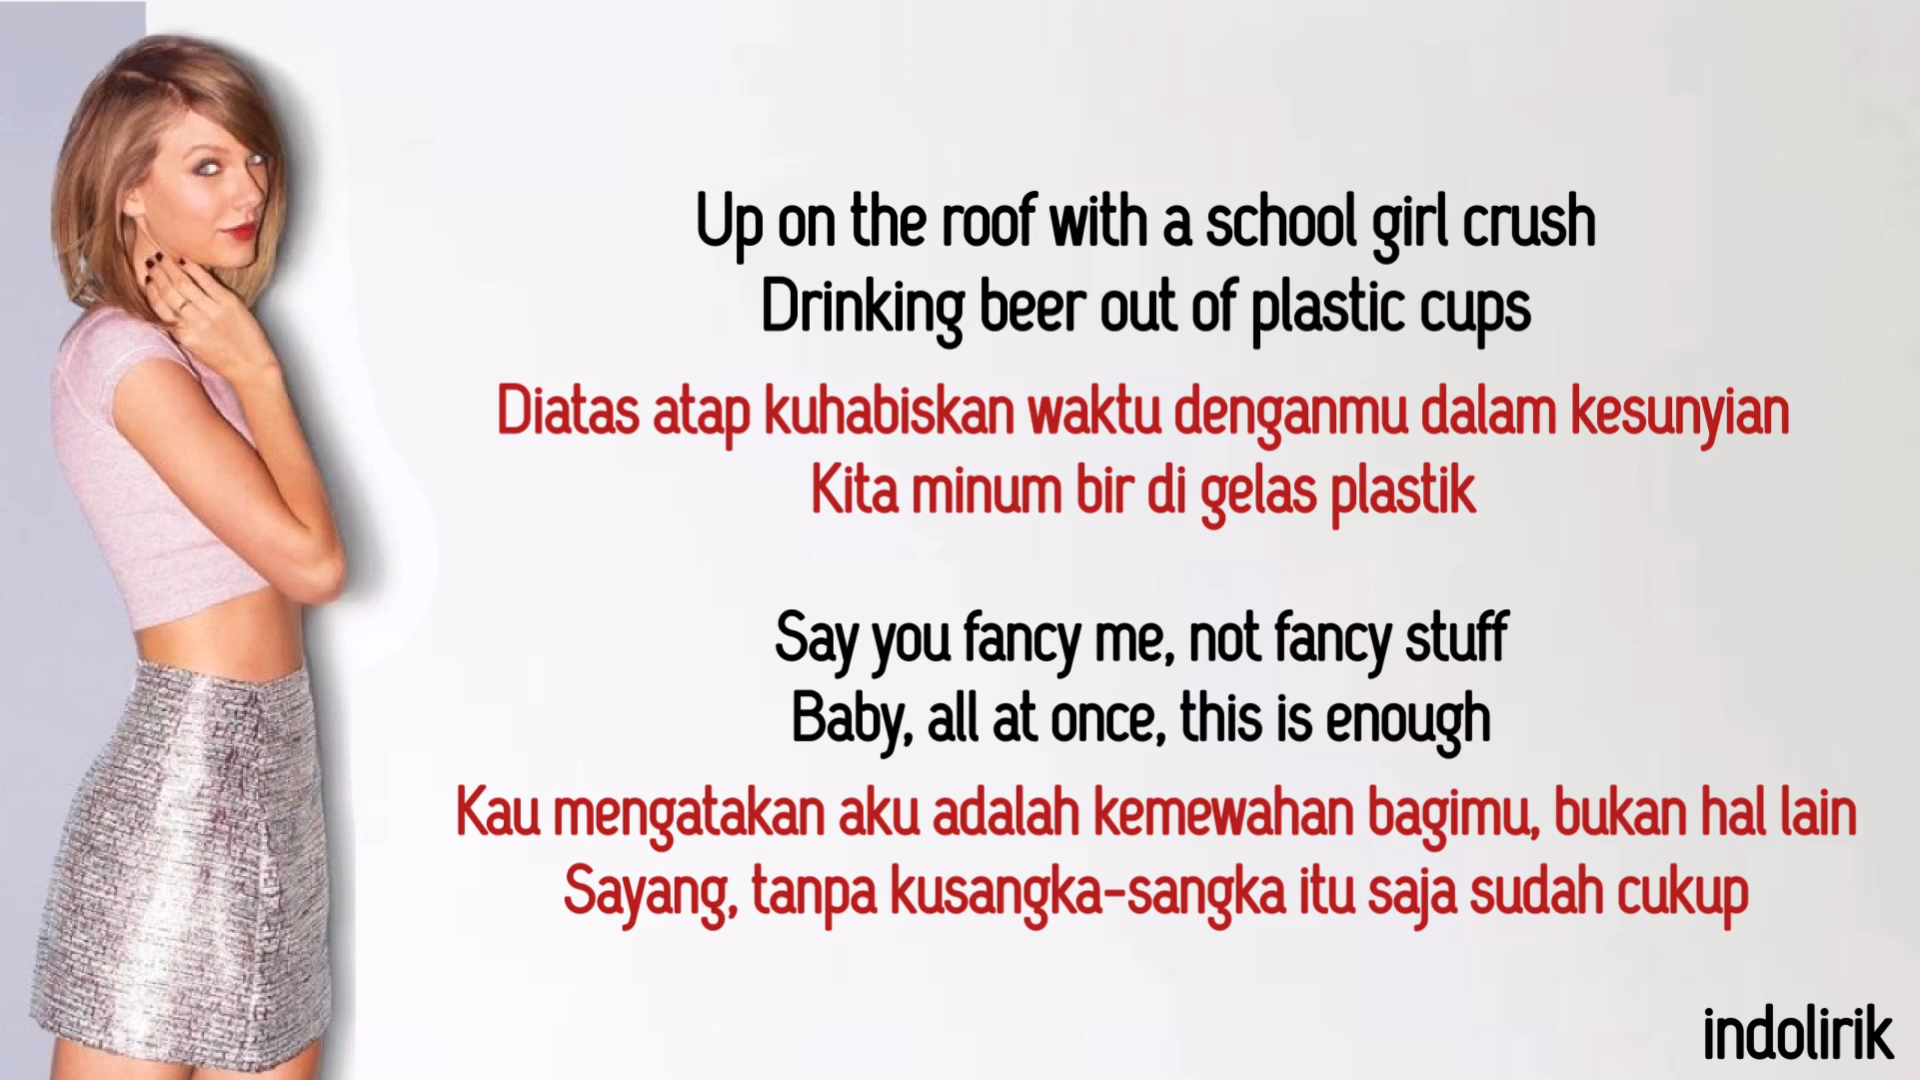 Up on the roof with a school girl crush
Drinking beer out of plastic cups
Diatas atap kuhabiskan waktu denganmu dalam kesunyian
Kita minum bir di gelas plastik
Say you fancy me, not fancy stuff
Baby, all at once, this is enough
Kau mengatakan aku adalah kemewahan bagimu, bukan hal lain
Sayang, tanpa kusangka-sangka itu saja sudah cukup
indolirik